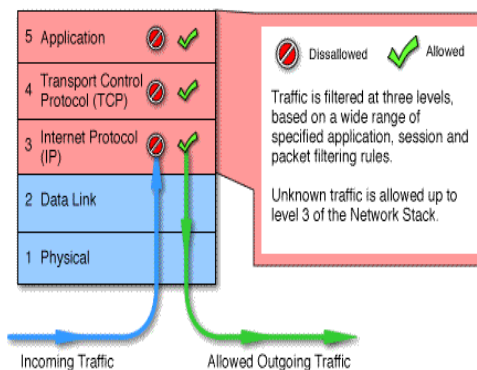 5 Application
4 Transport Control
Protocol (TCP)
3 Internet Protocol
(IP)
2 Data Link
1 Physical
Incoming Traffic
Allowed Outgoing Traffic
Dissallowed
Allowed
Traffic is filtered at three levels,
based on a wide range of
specified application, session and
packet filtering rules.
Unknown traffic is allowed up to
level 3 of the Network Stack.